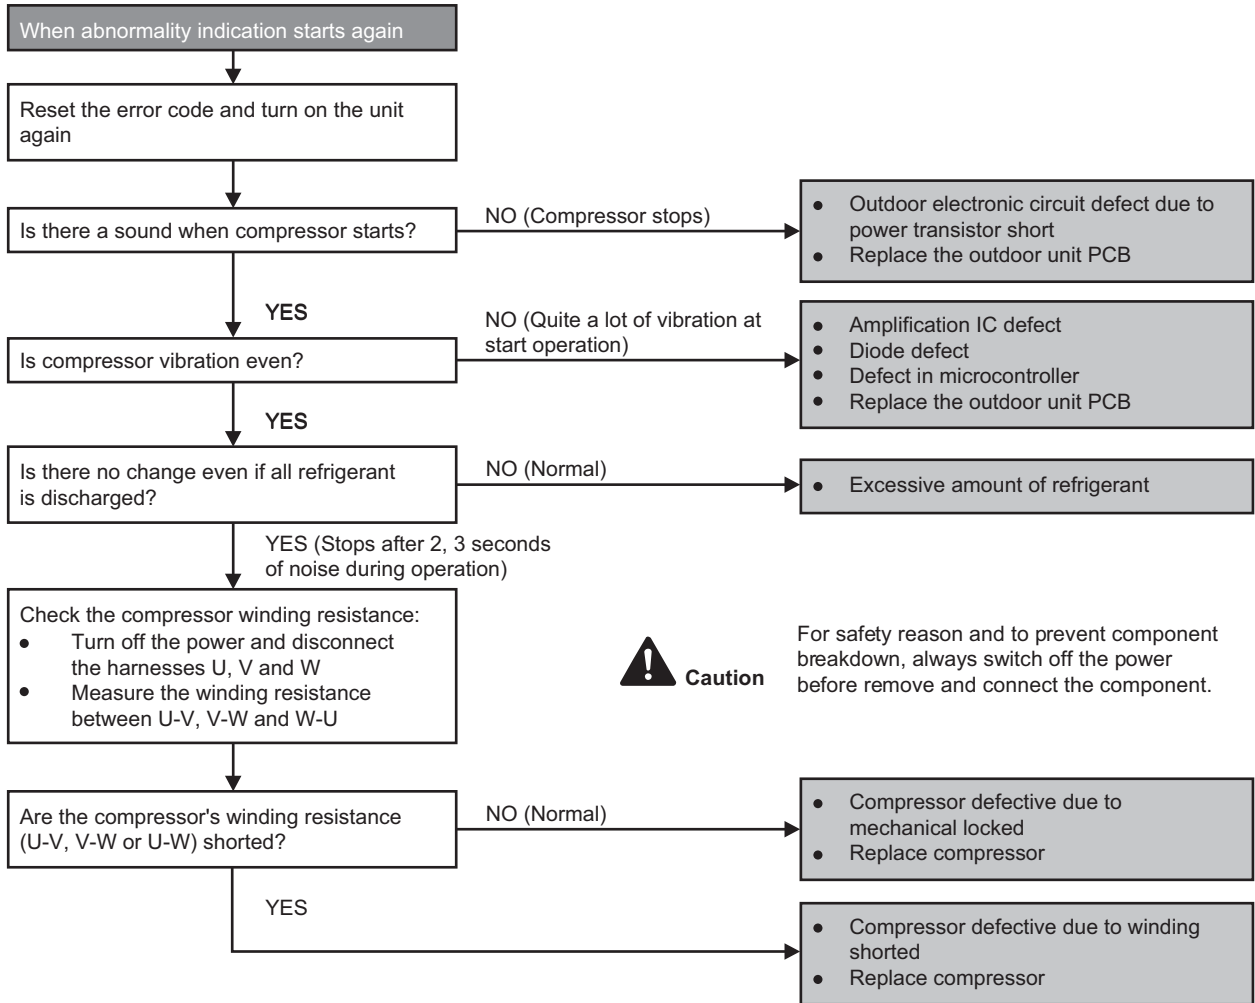 When abnormality indication starts again
Reset the error code and turn on the unit
again
Is there a sound when compressor starts?
NO (Compressor stops)
● Outdoor electronic circuit defect due to
power transistor short
● Replace the outdoor unit PCB
YES
Is compressor vibration even?
NO (Quite a lot of vibration at
start operation)
● Amplification IC defect
● Diode defect
● Defect in microcontroller
● Replace the outdoor unit PCB
YES
Is there no change even if all refrigerant
is discharged?
NO (Normal)
● Excessive amount of refrigerant
YES (Stops after 2, 3 seconds
of noise during operation)
Check the compressor winding resistance:
● Turn off the power and disconnect
the harnesses U, V and W
● Measure the winding resistance
between U-V, V-W and W-U
Caution
For safety reason and to prevent component
breakdown, always switch off the power
before remove and connect the component.
Are the compressor's winding resistance
(U-V, V-W or U-W) shorted?
NO (Normal)
● Compressor defective due to
mechanical locked
● Replace compressor
YES
● Compressor defective due to winding
shorted
● Replace compressor